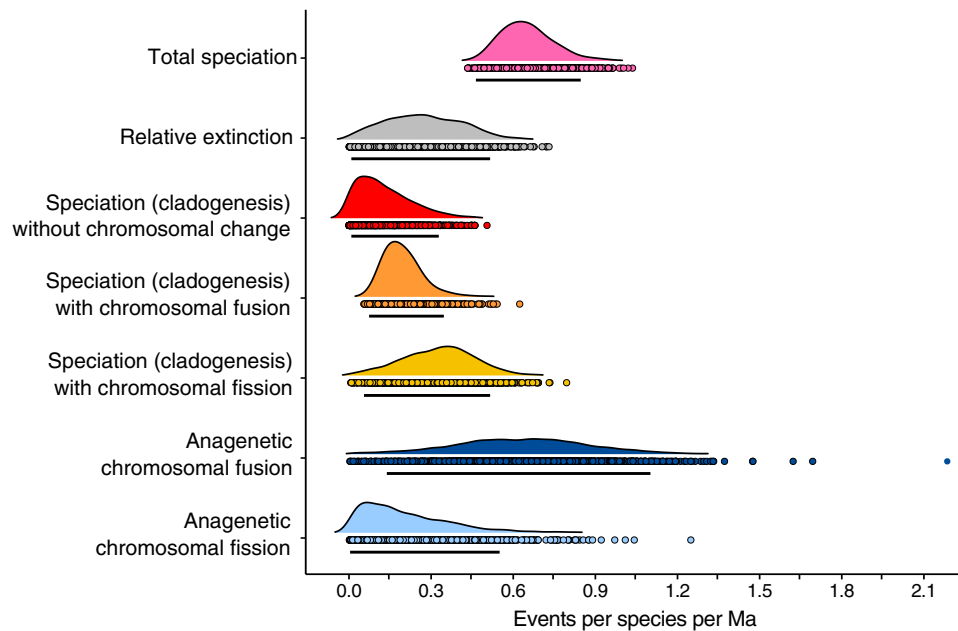 Total speciation
Relative extinction
Speciation (cladogenesis)
without chromosomal change
Speciation (cladogenesis)
with chromosomal fusion
Speciation (cladogenesis)
with chromosomal fission
Anagenetic
chromosomal fusion
Anagenetic
chromosomal fission
0.0 0.3 0.6 0.9 1.2 1.5 1.8 2.1
Events per species per Ma